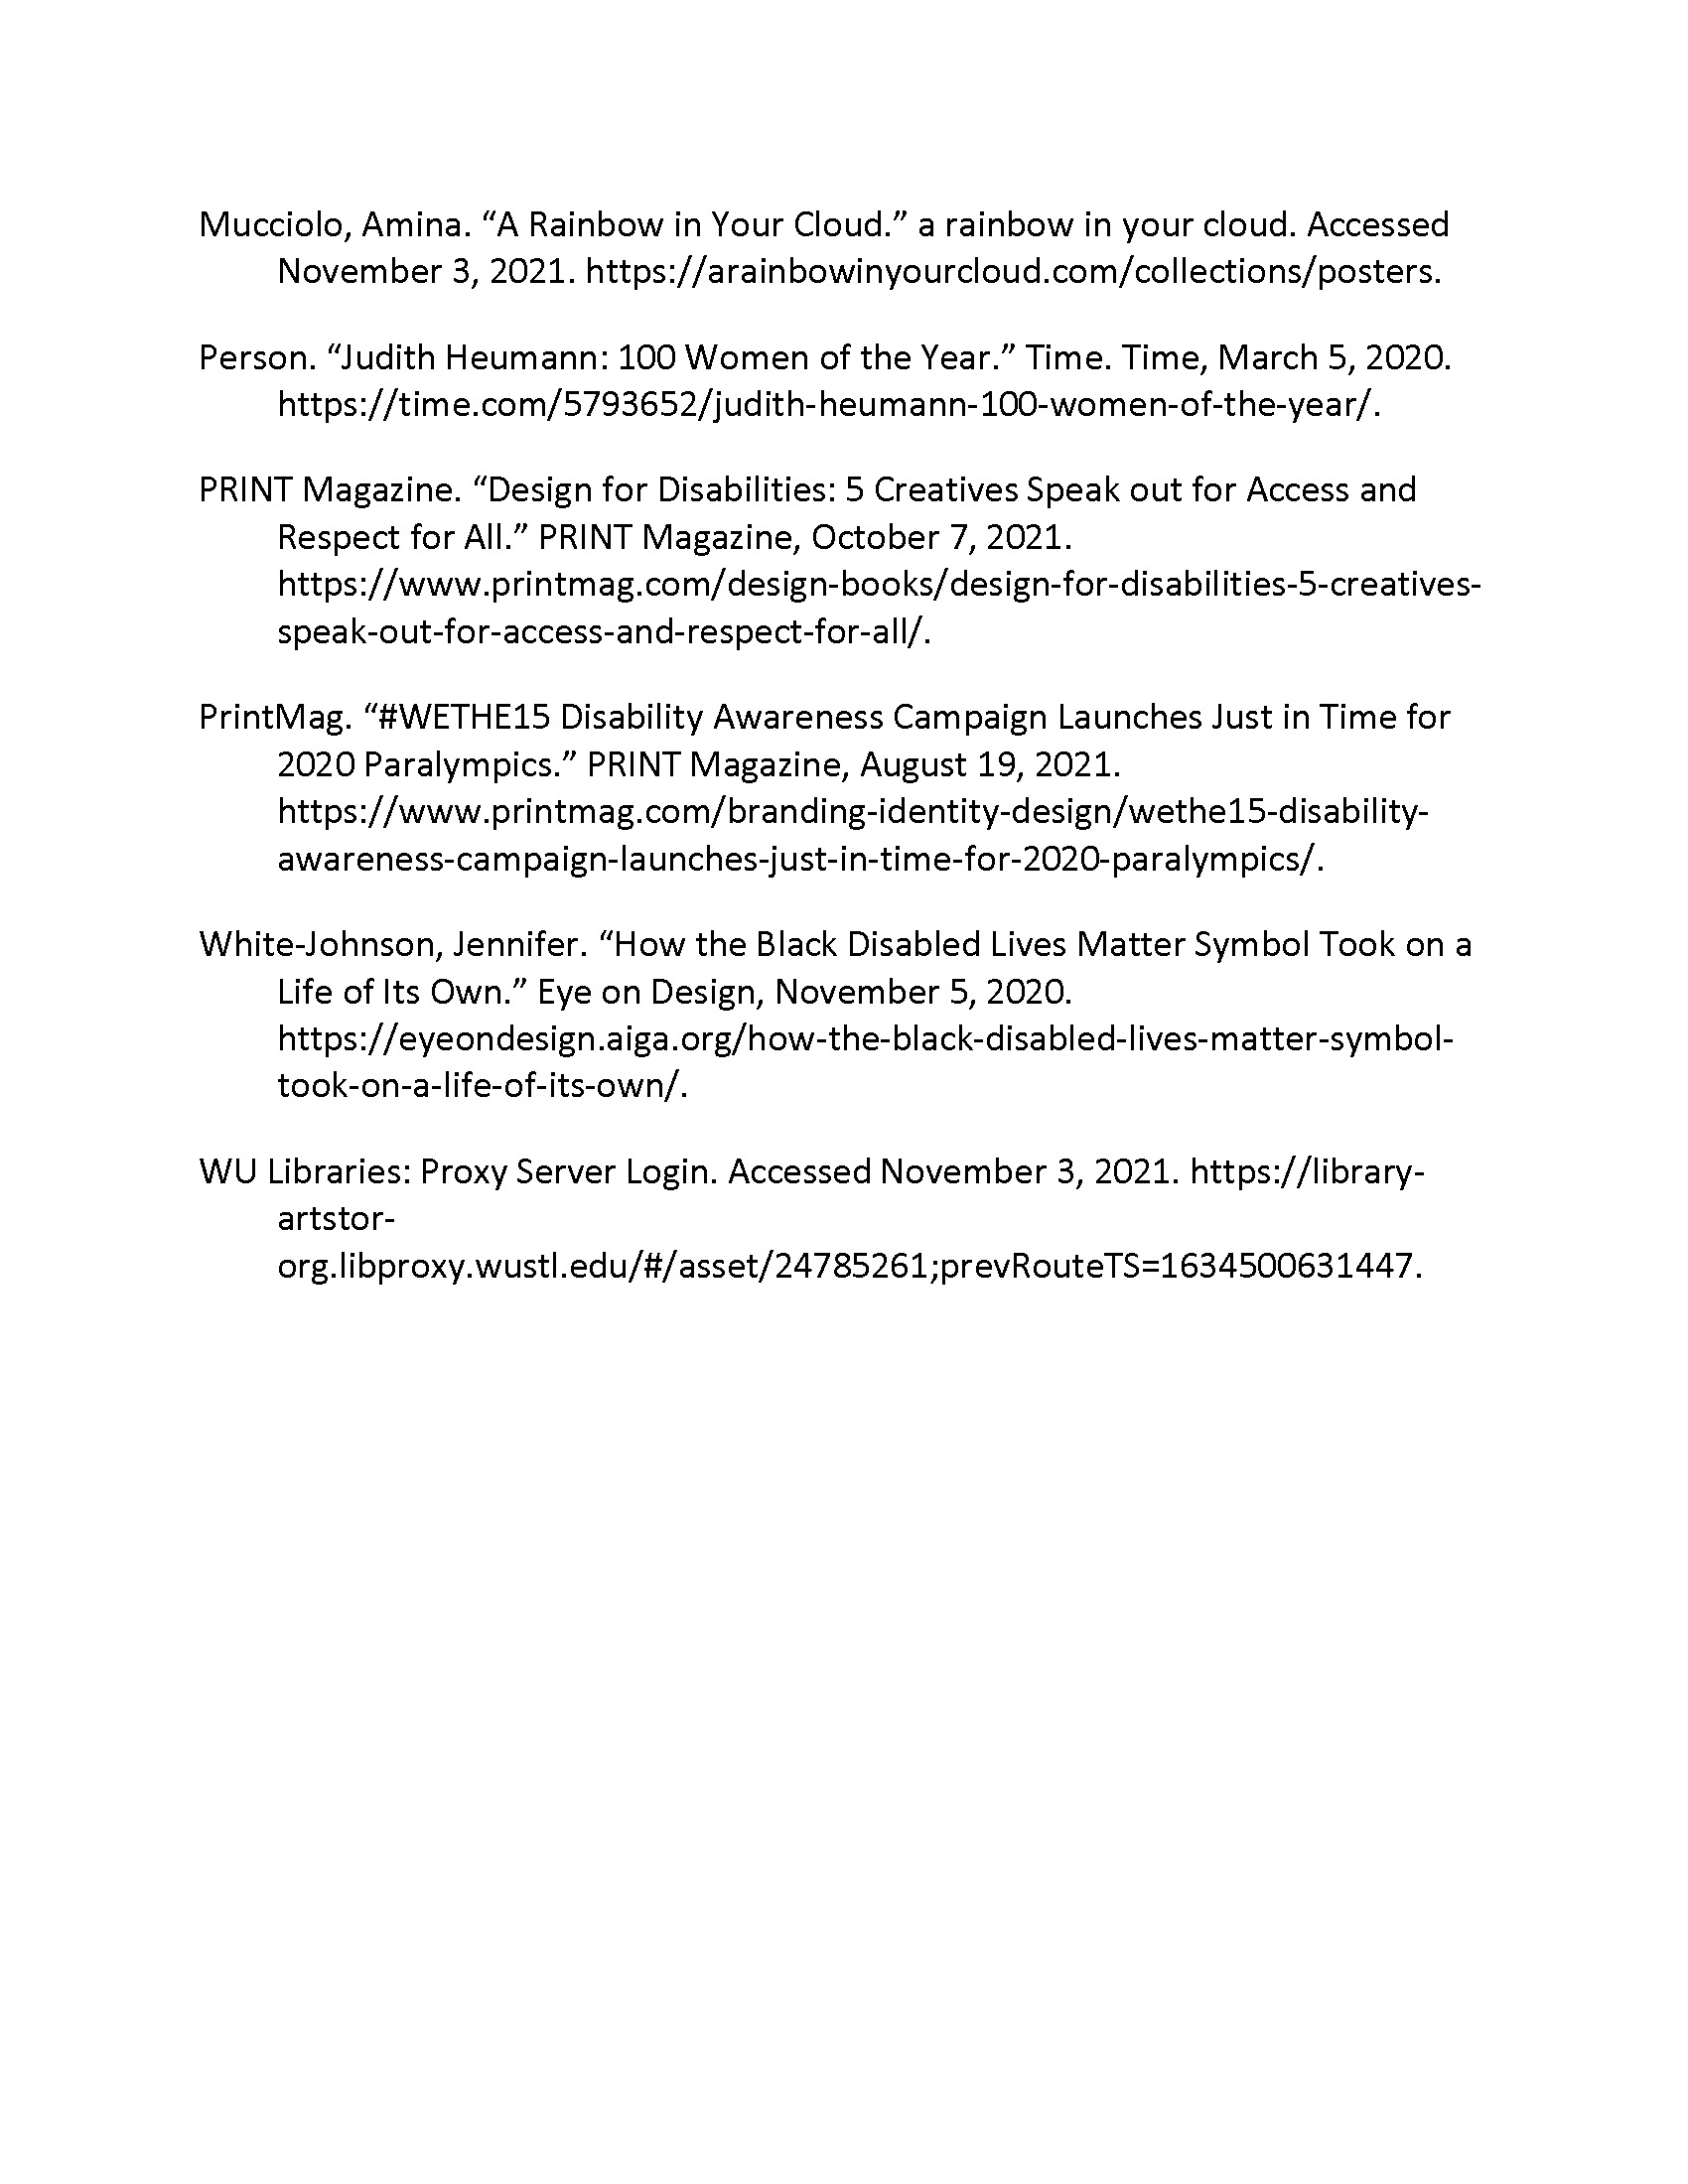 Mucciolo, Amina. “A Rainbow in Your Cloud.” a rainbow in your cloud. Accessed
November 3, 2021. https://arainbowinyourcloud.com/collections/posters.
Person. “Judith Heumann: 100 Women of the Year.” Time. Time, March 5, 2020.
https://time.com/5793652/judith-heumann-100-women-of-the-year/.
PRINT Magazine. “Design for Disabilities: 5 Creatives Speak out for Access and
Respect for All.” PRINT Magazine, October 7, 2021.
https://www.printmag.com/design-books/design-for-disabilities-5-creatives-
speak-out-for-access-and-respect-for-all/.
PrintMag. “#WETHE15 Disability Awareness Campaign Launches Just in Time for
2020 Paralympics.” PRINT Magazine, August 19, 2021.
https://www.printmag.com/branding-identity-design/wethe15-disability-
awareness-campaign-launches-just-in-time-for-2020-paralympics/.
White-Johnson, Jennifer. “How the Black Disabled Lives Matter Symbol Took on a
Life of Its Own.” Eye on Design, November 5, 2020.
https://eyeondesign.aiga.org/how-the-black-disabled-lives-matter-symbol-
took-on-a-life-of-its-own/.
WU Libraries: Proxy Server Login. Accessed November 3, 2021. https://library-
artstor-
org.libproxy.wustl.edu/#/asset/24785261;prevRouteTS=1634500631447.